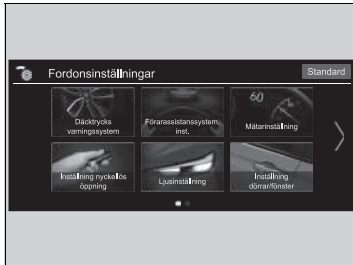 Fordonsinställningar
Standard
Däcktrycks
varningssystem
Förarassistanssystem,
inst.
Mätarinställning
60
Inställning nyckellös
öppning
Ljusinställning
Inställning
dörrar/fönster